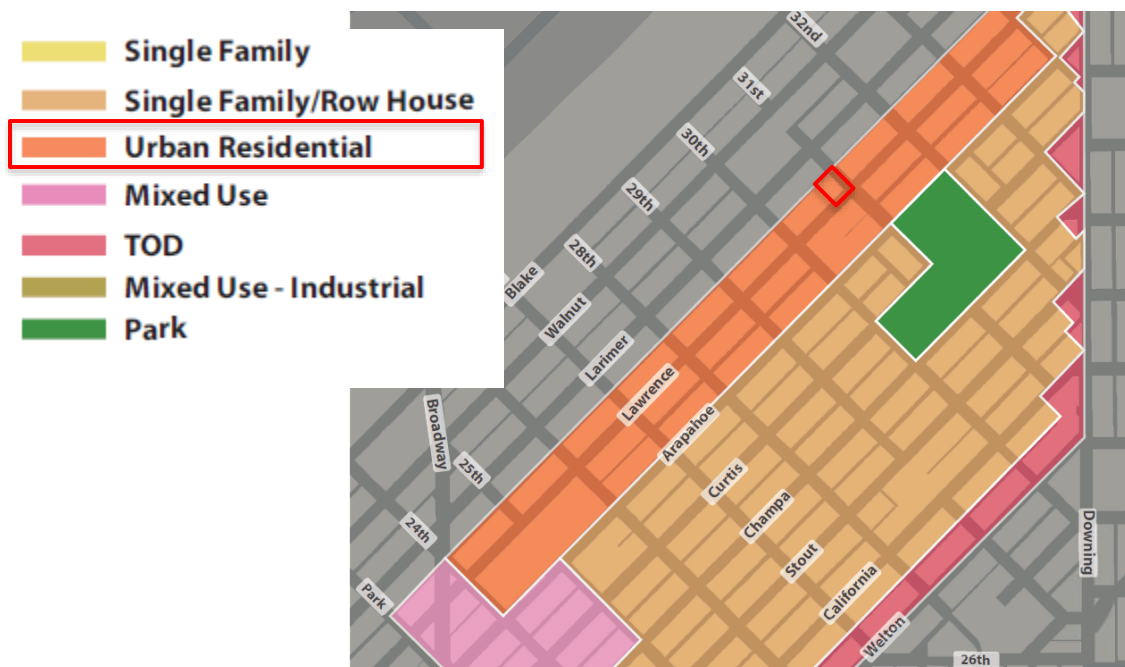 Single Family
Single Family/Row House
Urban Residential
Mixed Use
TOD
Mixed Use - Industrial
Park
32nd
31st
30th
29th
28th
Blake
Walnut
Larimer
Lawrence
Broadway
Arapahoe
25th
Curtis
Champa
24th
Stout
Downing
California
Park
Welton
26th